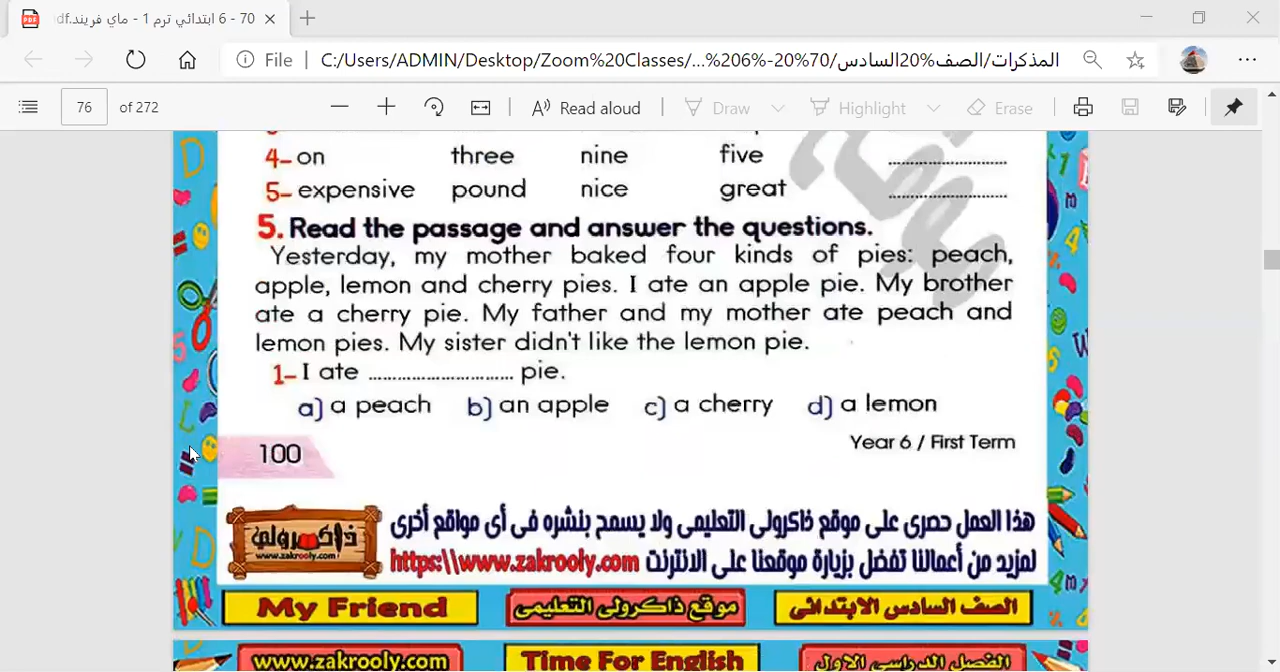 70 - 6 ابتدائي ترم 1 - ماي فريند.pdf
File C:/Users/ADMIN/Desktop/Zoom%20Classes/...المذكرات/الصف%20السادس/70%20-%206%
76 of 272 Read aloud Draw Highlight Erase
4- on three nine five ....................
5- expensive pound nice great ....................
5. Read the passage and answer the questions.
Yesterday, my mother baked four kinds of pies: peach,
apple, lemon and cherry pies. I ate an apple pie. My brother
ate a cherry pie. My father and my mother ate peach and
lemon pies. My sister didn't like the lemon pie.
1- I ate .............................. pie.
a) a peach b) an apple c) a cherry d) a lemon
Year 6 / First Term
100
هذا العمل حصرى على موقع ذاكرولى التعليمى ولا يسمح بنشره فى أى مواقع أخرى
ذاكرولي
www.zakrooly.com
لمزيد من أعمالنا تفضل بزيارة موقعنا على الانترنت https:\\www.zakrooly.com
My Friend موقع ذاكرولى التعليمى الصف السادس الابتدائى
www.zakrooly.com Time For English الفصل الدراسي الاول